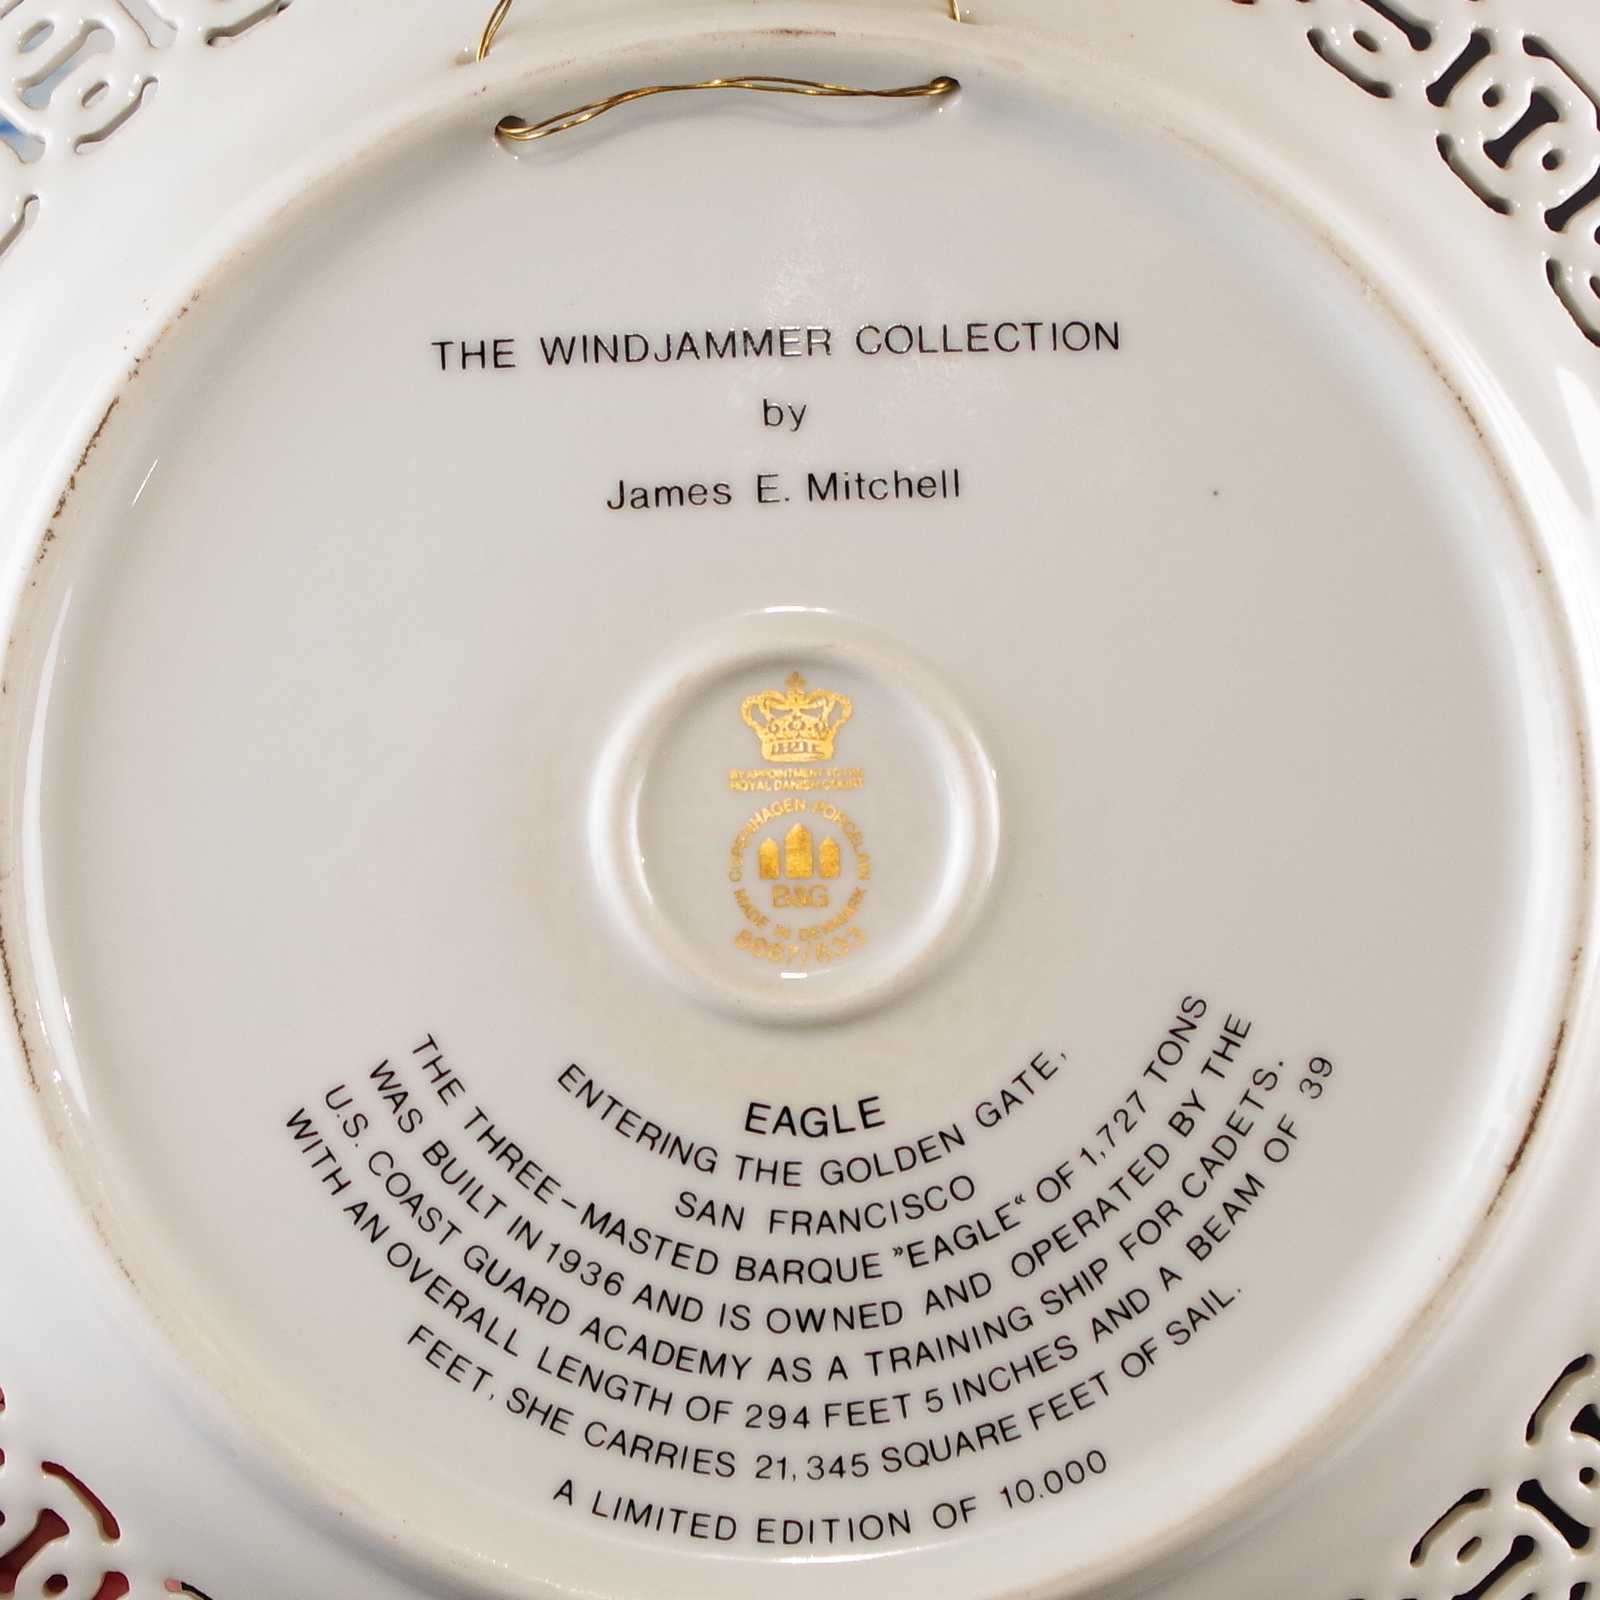 THE WINDJAMMER COLLECTION
by
James E. Mitchell
BY APPOINTMENT TO THE
ROYAL DANISH COURT
COPENHAGEN PORCELAIN
B&G
MADE IN DENMARK
EAGLE
ENTERING THE GOLDEN GATE,
SAN FRANCISCO
THE THREE-MASTED BARQUE »EAGLE« OF 1,727 TONS
WAS BUILT IN 1936 AND IS OWNED AND OPERATED BY THE
U.S. COAST GUARD ACADEMY AS A TRAINING SHIP FOR CADETS.
WITH AN OVERALL LENGTH OF 294 FEET 5 INCHES AND A BEAM OF 39
FEET, SHE CARRIES 21,345 SQUARE FEET OF SAIL.
A LIMITED EDITION OF 10.000